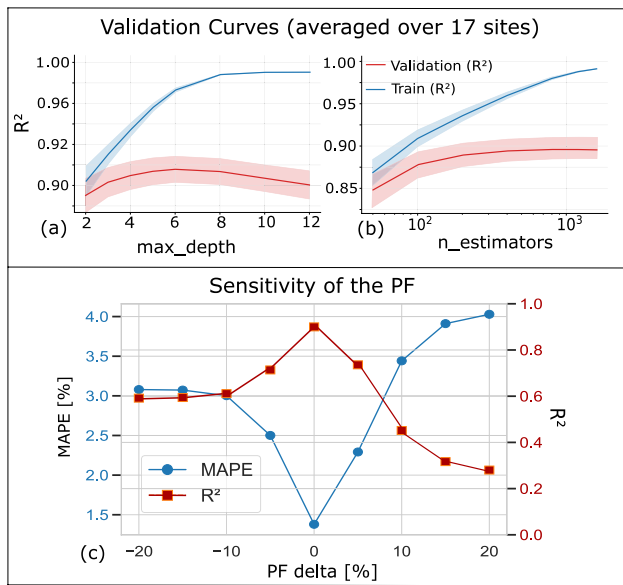 Validation Curves (averaged over 17 sites)
R²
1.00
0.96
0.92
0.90
2
4
6
8
10
12
(a)
max_depth
1.00
0.95
0.90
0.85
Validation (R²)
Train (R²)
10²
10³
(b)
n_estimators
Sensitivity of the PF
MAPE [%]
4.0
3.5
3.0
2.5
2.0
1.5
MAPE
R²
1.0
0.8
0.6
0.4
0.2
0.0
R²
−20
−10
0
10
20
(c)
PF delta [%]